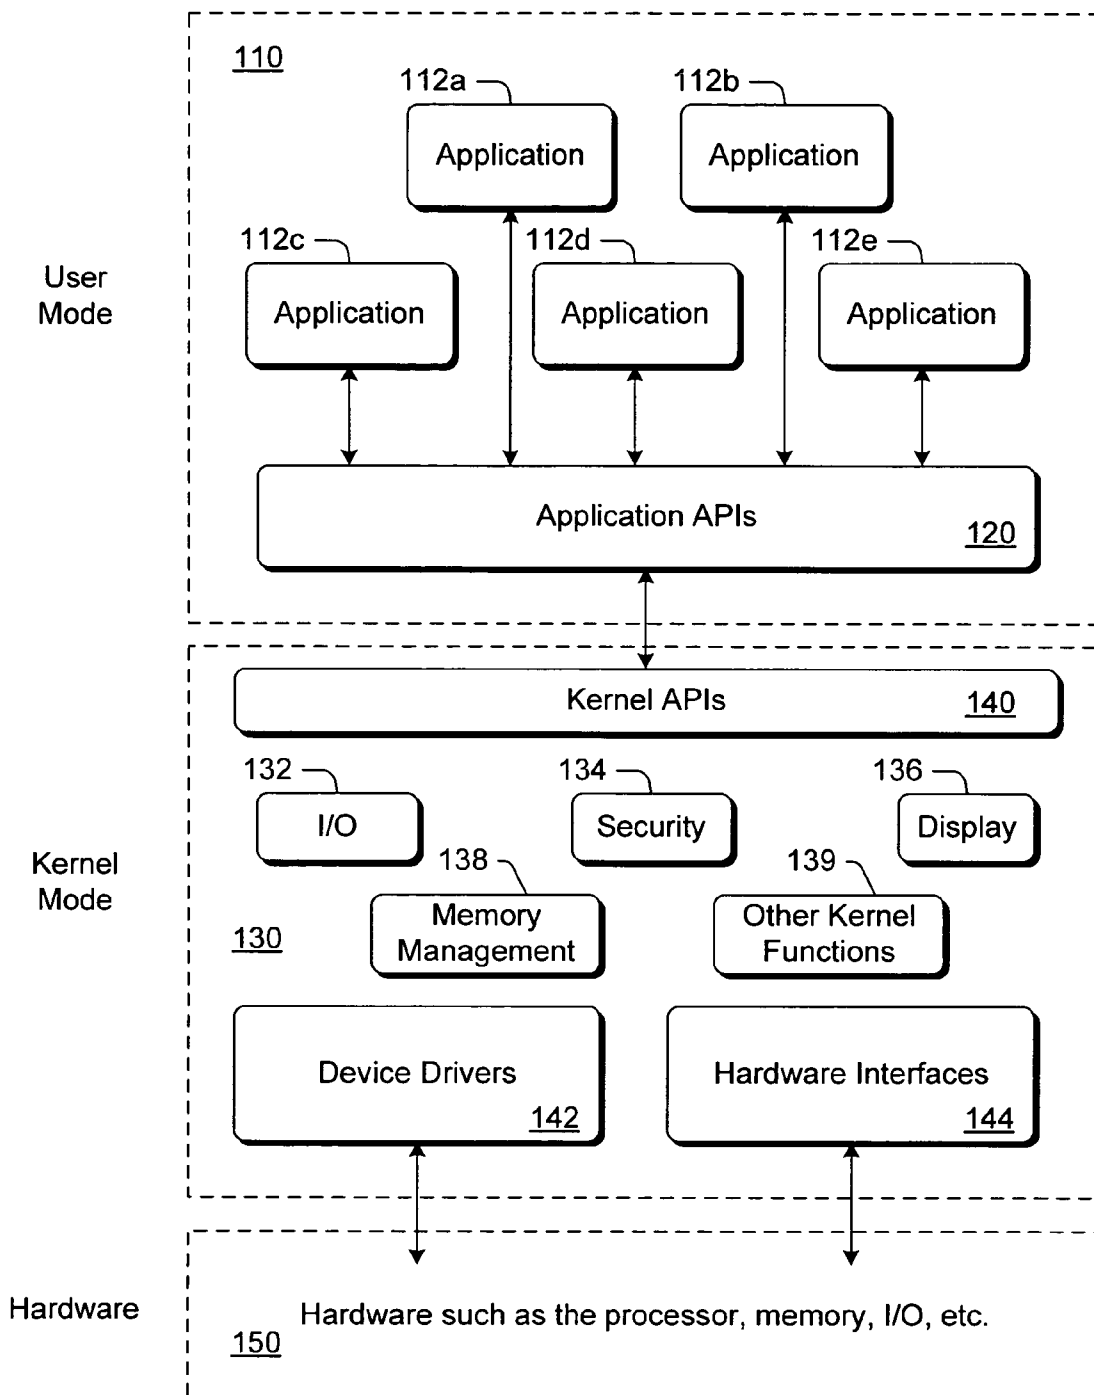 110
112a
112b
Application
Application
112c
112d
112e
User
Mode
Application
Application
Application
Application APIs
120
Kernel APIs
140
132
134
136
I/O
Security
Display
Kernel
Mode
138
139
Memory
Management
Other Kernel
Functions
130
Device Drivers
142
Hardware Interfaces
144
Hardware
Hardware such as the processor, memory, I/O, etc.
150